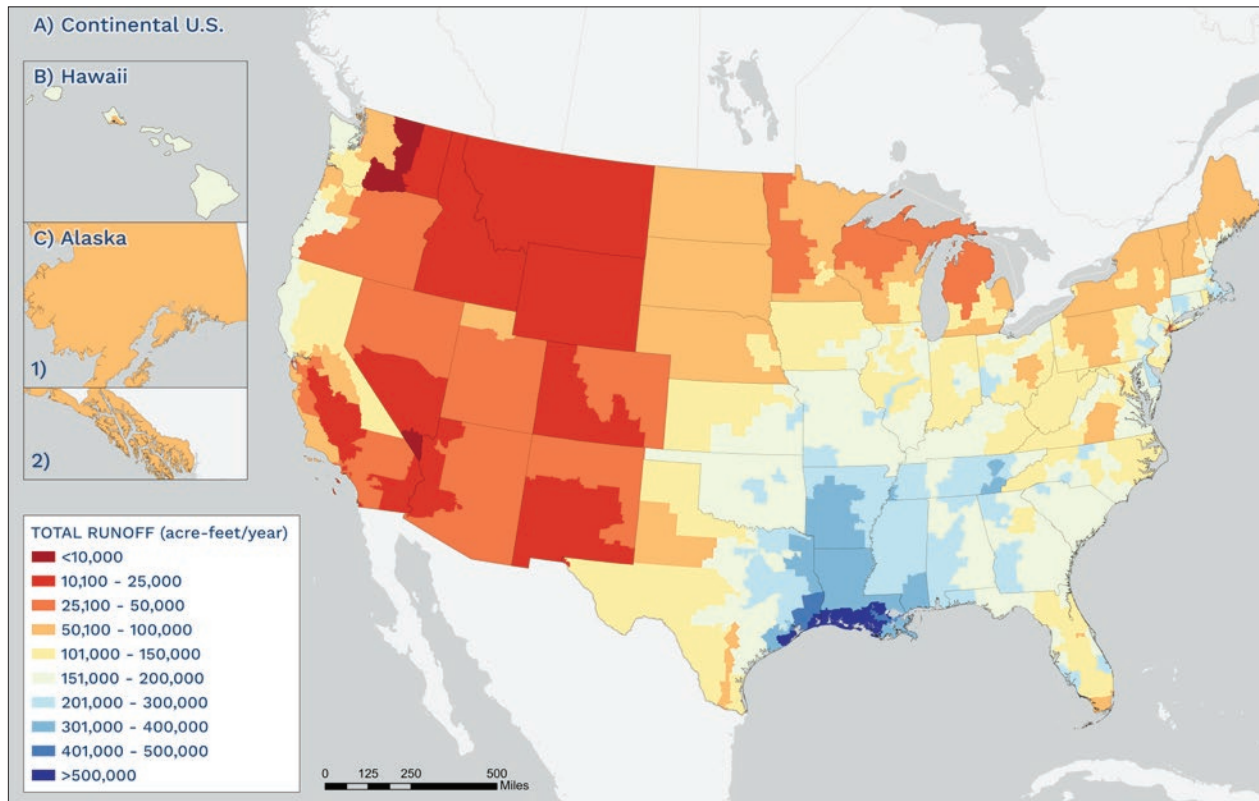 A) Continental U.S.
B) Hawaii
C) Alaska
1)
2)
TOTAL RUNOFF (acre-feet/year)
<10,000
10,100 - 25,000
25,100 - 50,000
50,100 - 100,000
101,000 - 150,000
151,000 - 200,000
201,000 - 300,000
301,000 - 400,000
401,000 - 500,000
>500,000
0 125 250 500
Miles